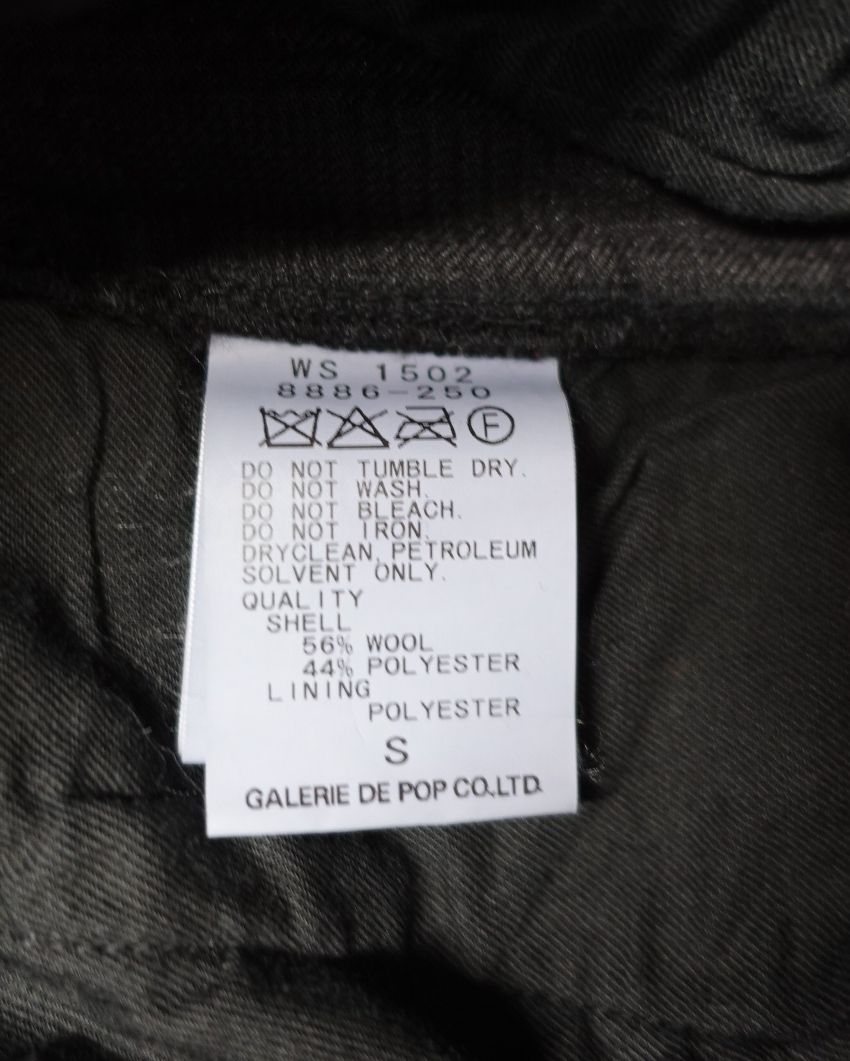 WS 1502
8886-250
F
DO NOT TUMBLE DRY.
DO NOT WASH.
DO NOT BLEACH.
DO NOT IRON.
DRYCLEAN, PETROLEUM
SOLVENT ONLY.
QUALITY
SHELL
56% WOOL
44% POLYESTER
LINING
POLYESTER
S
GALERIE DE POP CO.,LTD.